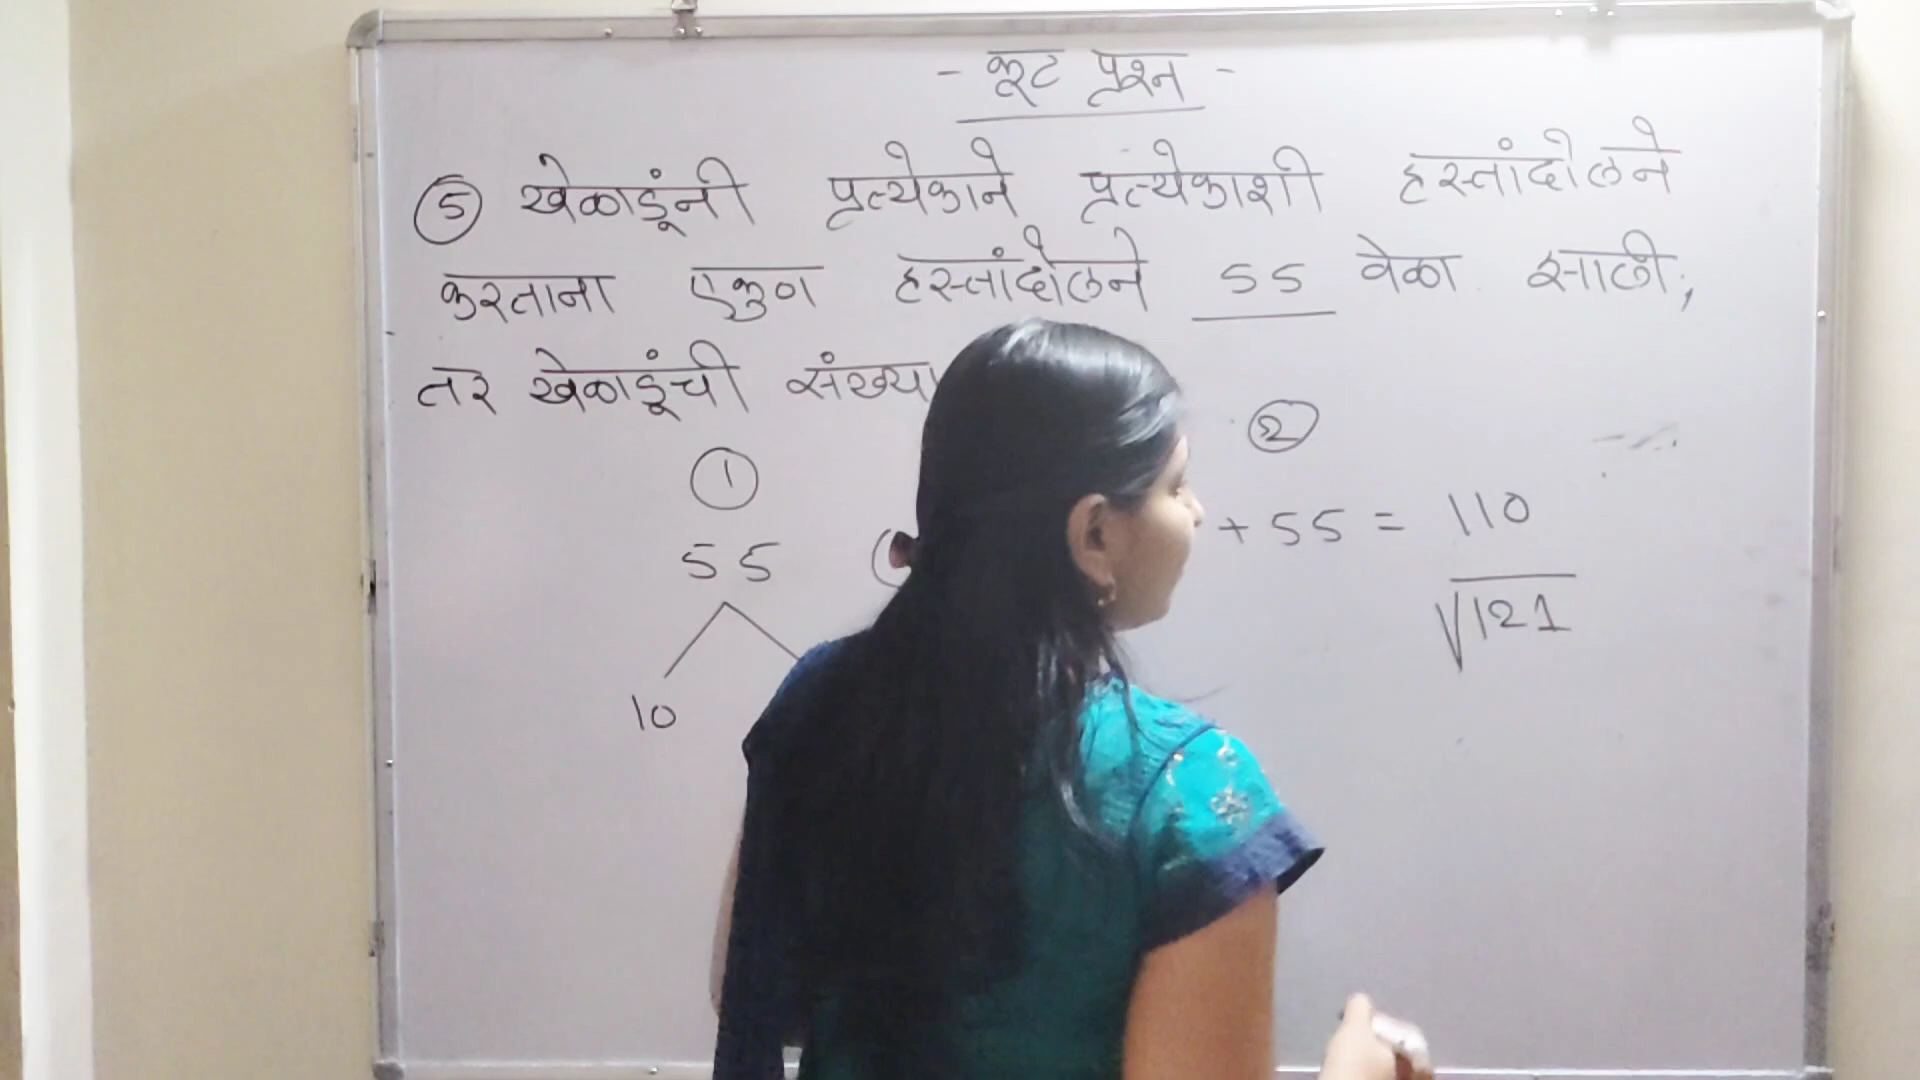 - कूट प्रश्न -
⑤ खेळाडूंनी प्रत्येकाने प्रत्येकाशी हस्तांदोलने
करताना एकुण हस्तांदोलने 55 वेळा झाली,
तर खेळाडूंची संख्या
① ②
55 + 55 = 110
√121
10